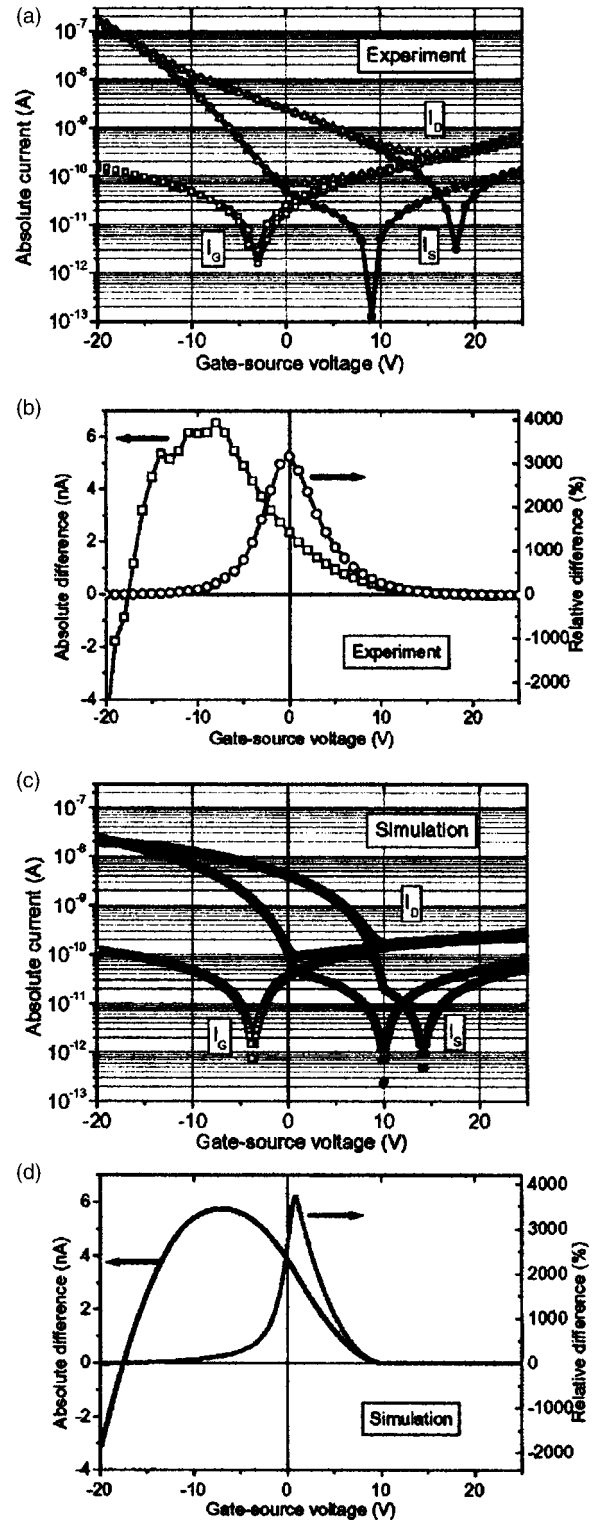 (a)
10⁻⁷
10⁻⁸
10⁻⁹
10⁻¹⁰
10⁻¹¹
10⁻¹²
10⁻¹³
Absolute current (A)
Experiment
I_D
I_G
I_S
-20 -10 0 10 20
Gate-source voltage (V)
(b)
6
4
2
0
-2
-4
Absolute difference (nA)
4000
3000
2000
1000
0
-1000
-2000
Relative difference (%)
Experiment
-20 -10 0 10 20
Gate-source voltage (V)
(c)
10⁻⁷
10⁻⁸
10⁻⁹
10⁻¹⁰
10⁻¹¹
10⁻¹²
10⁻¹³
Absolute current (A)
Simulation
I_D
I_G
I_S
-20 -10 0 10 20
Gate-source voltage (V)
(d)
6
4
2
0
-2
-4
Absolute difference (nA)
4000
3000
2000
1000
0
-1000
-2000
Relative difference (%)
Simulation
-20 -10 0 10 20
Gate-source voltage (V)